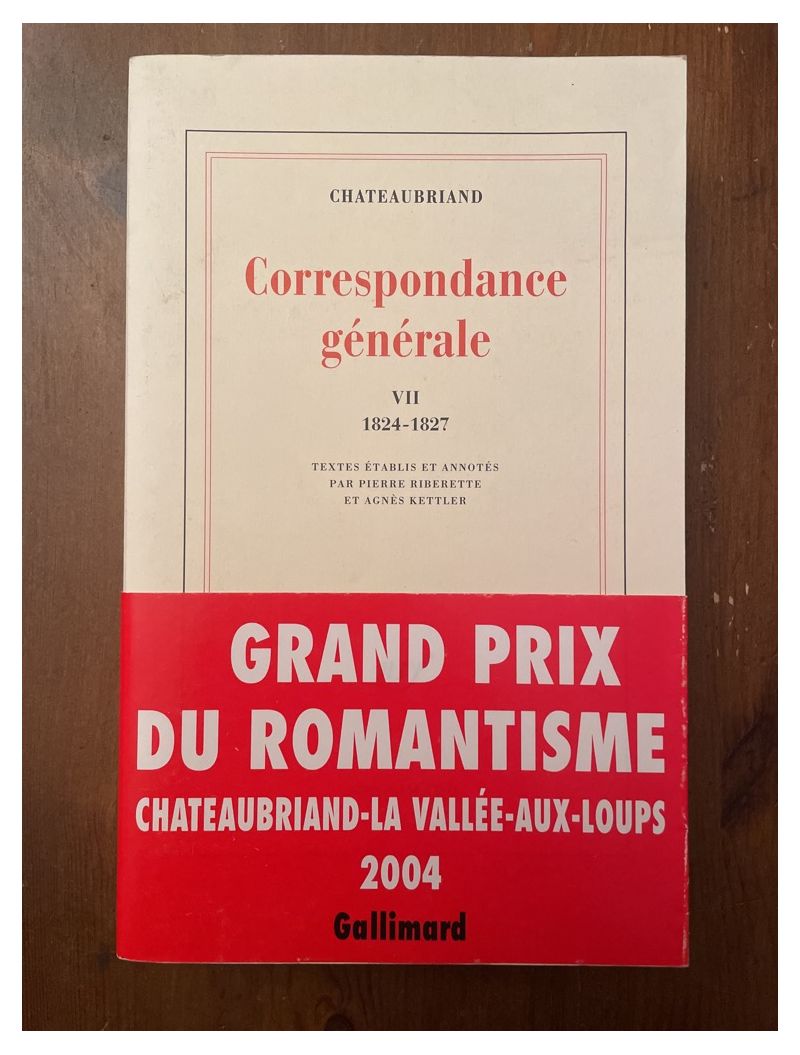 CHATEAUBRIAND
Correspondance
générale
VII
1824-1827
TEXTES ÉTABLIS ET ANNOTÉS
PAR PIERRE RIBERETTE
ET AGNÈS KETTLER
GRAND PRIX
DU ROMANTISME
CHATEAUBRIAND-LA VALLÉE-AUX-LOUPS
2004
Gallimard